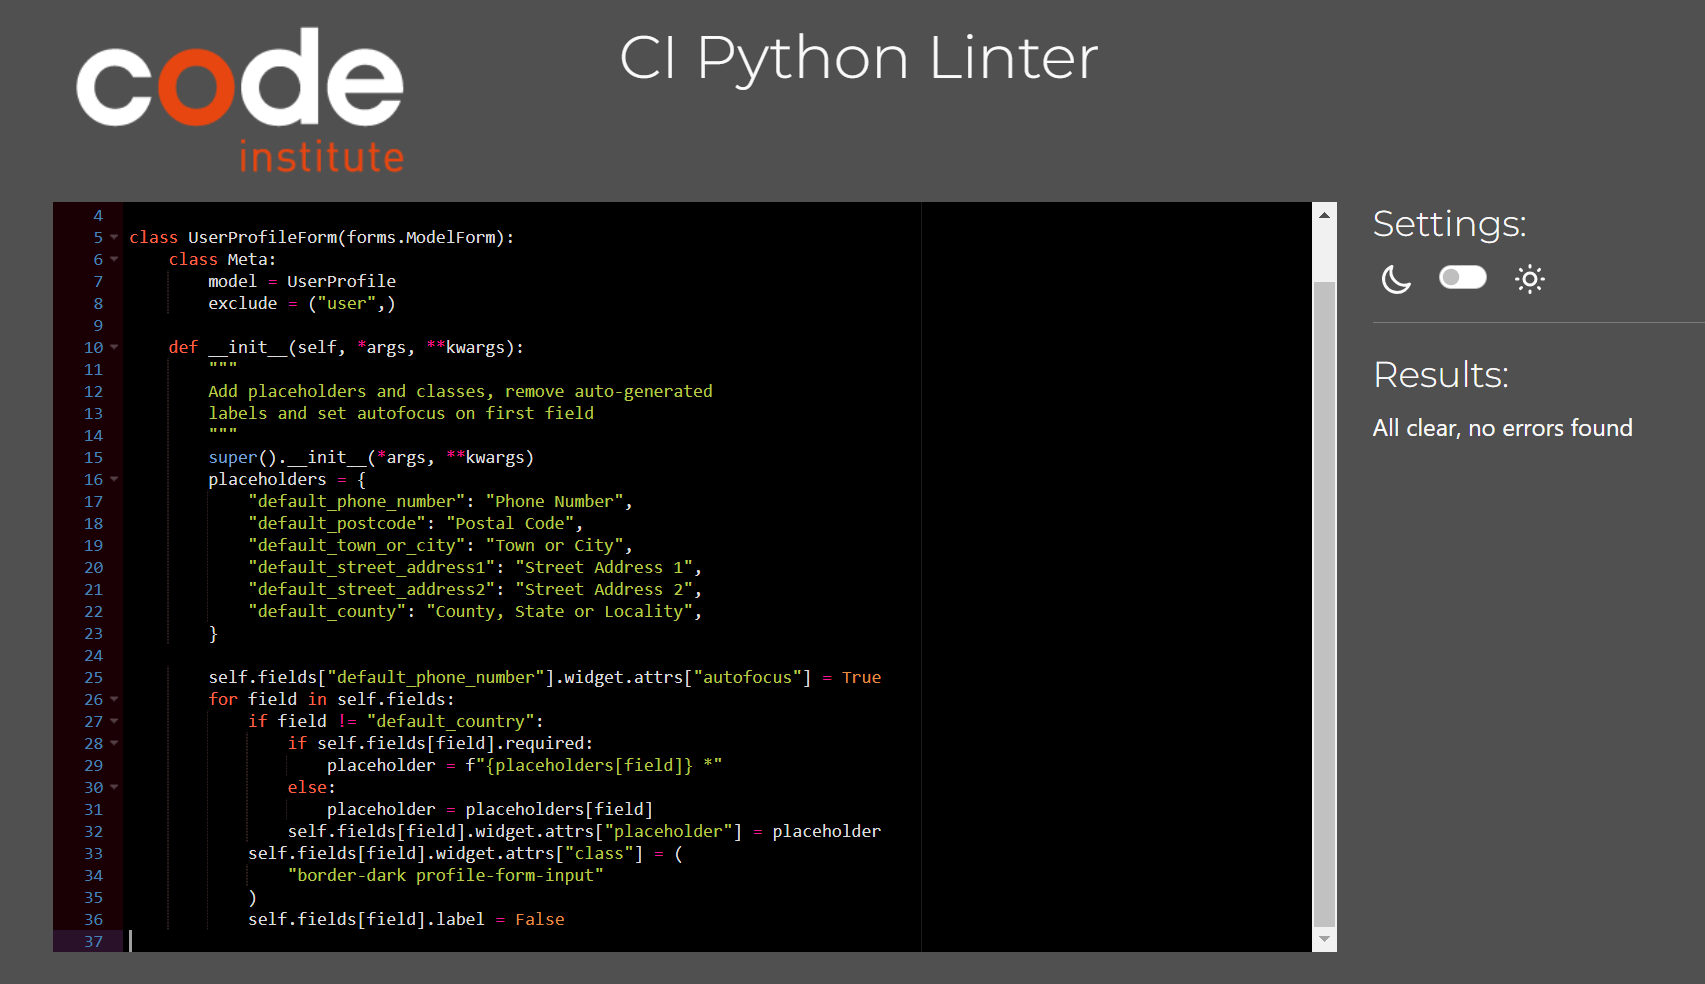 code
institute
CI Python Linter
4
5 class UserProfileForm(forms.ModelForm):
6     class Meta:
7         model = UserProfile
8         exclude = ("user",)
9
10     def __init__(self, *args, **kwargs):
11         """
12         Add placeholders and classes, remove auto-generated
13         labels and set autofocus on first field
14         """
15         super().__init__(*args, **kwargs)
16         placeholders = {
17             "default_phone_number": "Phone Number",
18             "default_postcode": "Postal Code",
19             "default_town_or_city": "Town or City",
20             "default_street_address1": "Street Address 1",
21             "default_street_address2": "Street Address 2",
22             "default_county": "County, State or Locality",
23         }
24
25         self.fields["default_phone_number"].widget.attrs["autofocus"] = True
26         for field in self.fields:
27             if field != "default_country":
28                 if self.fields[field].required:
29                     placeholder = f"{placeholders[field]} *"
30                 else:
31                     placeholder = placeholders[field]
32                 self.fields[field].widget.attrs["placeholder"] = placeholder
33             self.fields[field].widget.attrs["class"] = (
34                 "border-dark profile-form-input"
35             )
36             self.fields[field].label = False
37
Settings:
Results:
All clear, no errors found